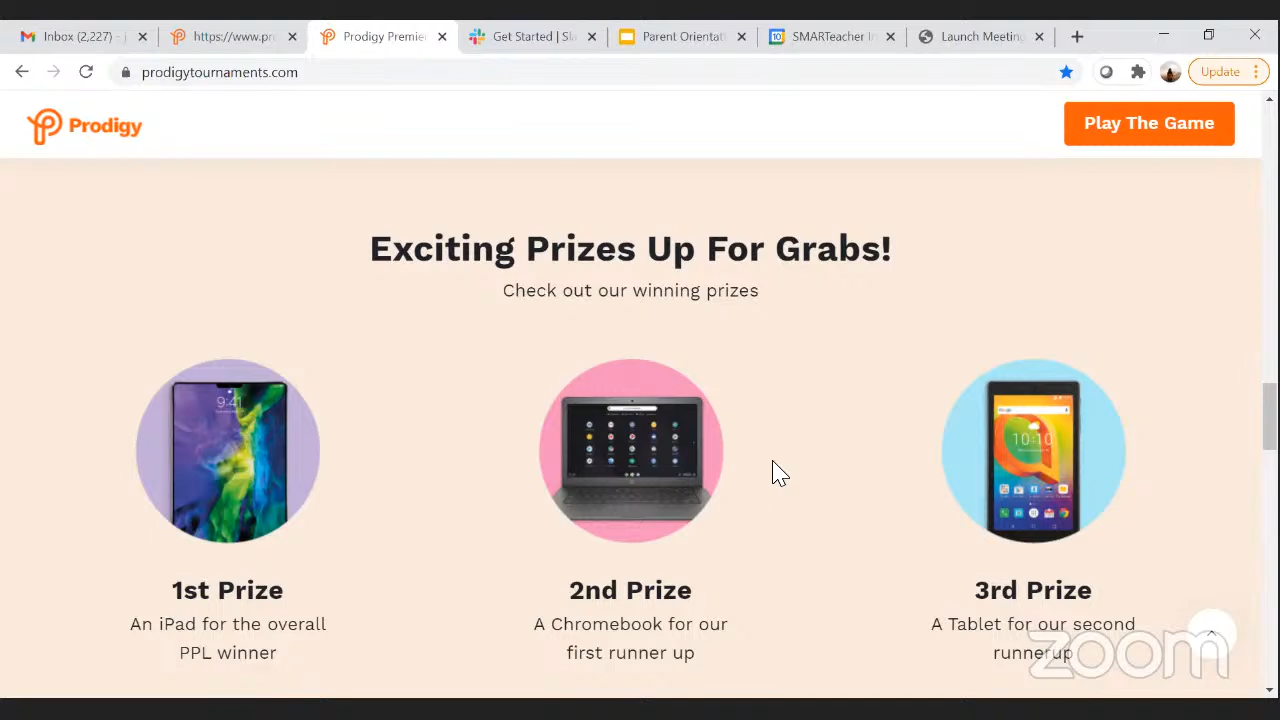 Inbox (2,227) - j
https://www.pr
Prodigy Premie
Get Started | Sl
Parent Orientat
10
SMARTeacher In
Launch Meeting
prodigytournaments.com
Update
Prodigy
Play The Game
Exciting Prizes Up For Grabs!
Check out our winning prizes
9:41
10:10
1st Prize
An iPad for the overall
PPL winner
2nd Prize
A Chromebook for our
first runner up
3rd Prize
A Tablet for our second
runnerup
zoom